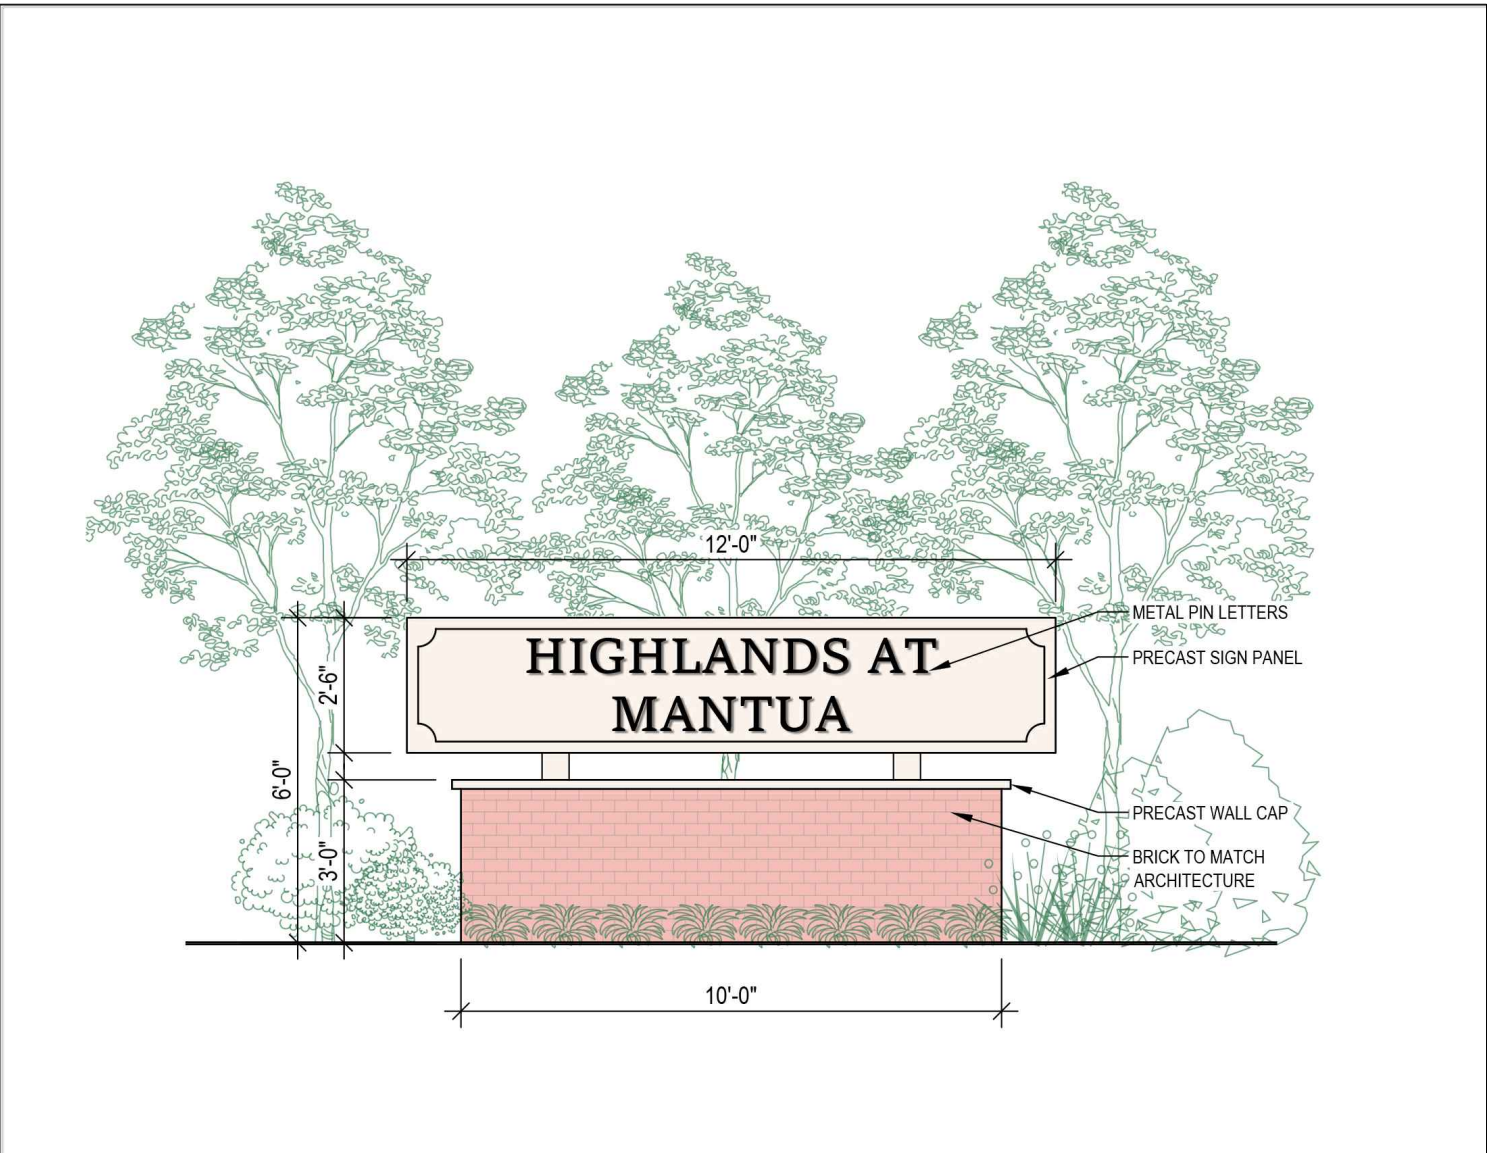 12'-0"
HIGHLANDS AT
MANTUA
METAL PIN LETTERS
PRECAST SIGN PANEL
2'-6"
6'-0"
3'-0"
PRECAST WALL CAP
BRICK TO MATCH
ARCHITECTURE
10'-0"